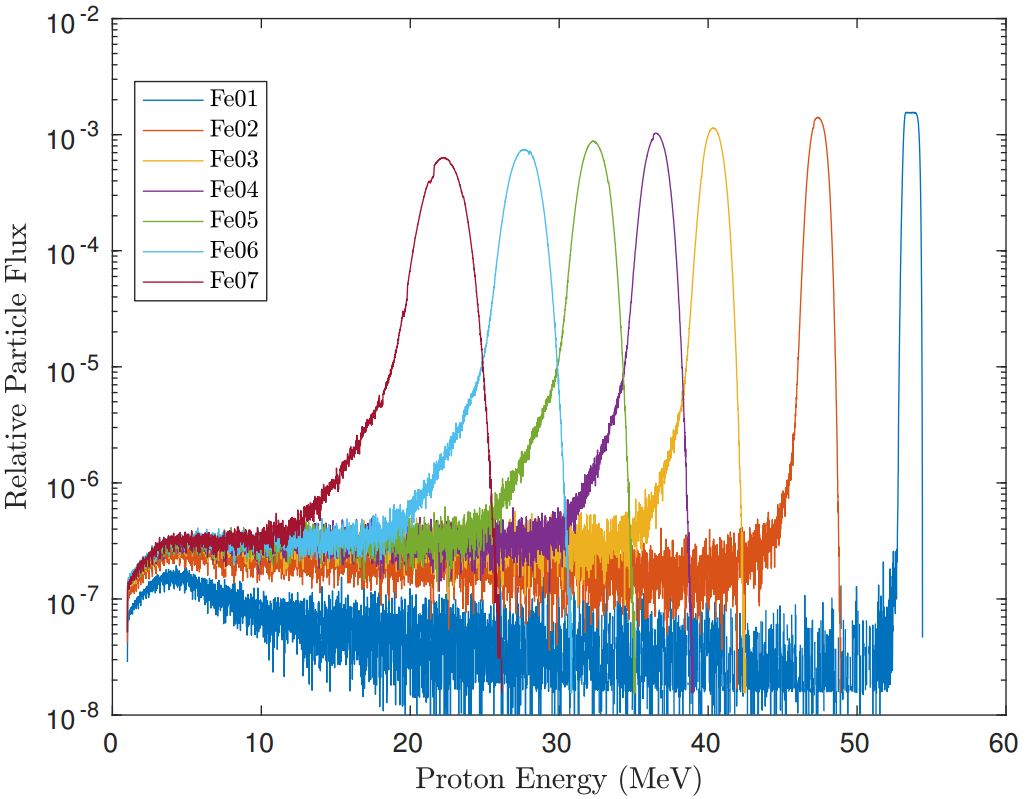 10^-2
10^-3
10^-4
10^-5
10^-6
10^-7
10^-8
Relative Particle Flux
Fe01
Fe02
Fe03
Fe04
Fe05
Fe06
Fe07
0 10 20 30 40 50 60
Proton Energy (MeV)